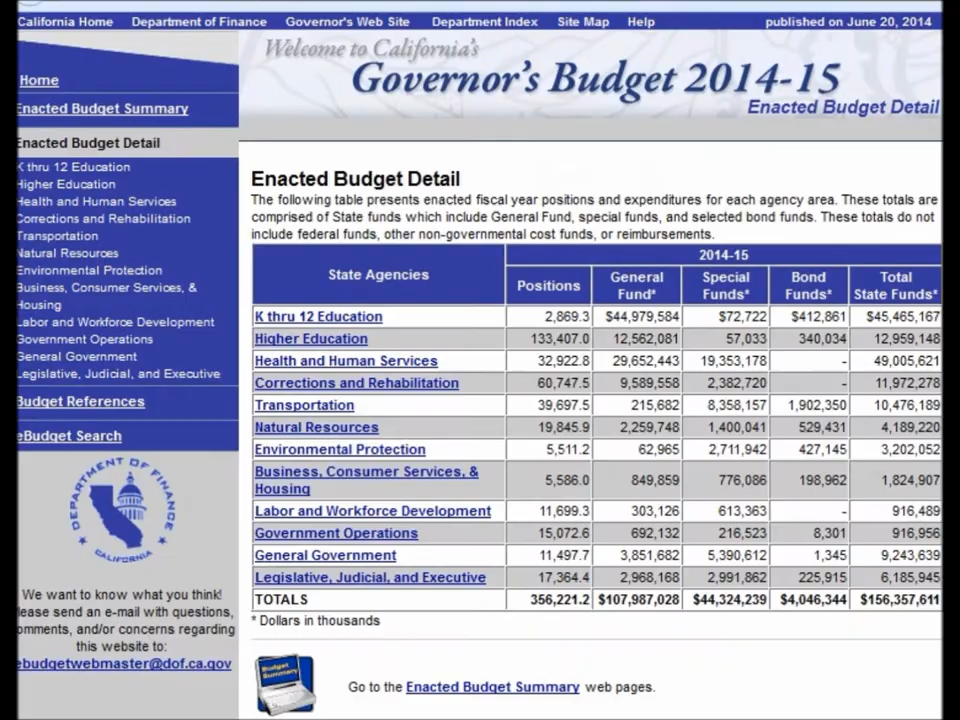 California Home Department of Finance Governor's Web Site Department Index Site Map Help published on June 20, 2014
Welcome to California's
Governor's Budget 2014-15
Enacted Budget Detail
Home
Enacted Budget Summary
Enacted Budget Detail
K thru 12 Education
Higher Education
Health and Human Services
Corrections and Rehabilitation
Transportation
Natural Resources
Environmental Protection
Business, Consumer Services, &
Housing
Labor and Workforce Development
Government Operations
General Government
Legislative, Judicial, and Executive
Budget References
eBudget Search
DEPARTMENT OF FINANCE
CALIFORNIA
We want to know what you think!
lease send an e-mail with questions,
omments, and/or concerns regarding
this website to:
ebudgetwebmaster@dof.ca.gov
Enacted Budget Detail
The following table presents enacted fiscal year positions and expenditures for each agency area. These totals are
comprised of State funds which include General Fund, special funds, and selected bond funds. These totals do not
include federal funds, other non-governmental cost funds, or reimbursements.
State Agencies 2014-15
Positions General Fund* Special Funds* Bond Funds* Total State Funds*
K thru 12 Education 2,869.3 $44,979,584 $72,722 $412,861 $45,465,167
Higher Education 133,407.0 12,562,081 57,033 340,034 12,959,148
Health and Human Services 32,922.8 29,652,443 19,353,178 - 49,005,621
Corrections and Rehabilitation 60,747.5 9,589,558 2,382,720 - 11,972,278
Transportation 39,697.5 215,682 8,358,157 1,902,350 10,476,189
Natural Resources 19,845.9 2,259,748 1,400,041 529,431 4,189,220
Environmental Protection 5,511.2 62,965 2,711,942 427,145 3,202,052
Business, Consumer Services, &
Housing 5,586.0 849,859 776,086 198,962 1,824,907
Labor and Workforce Development 11,699.3 303,126 613,363 - 916,489
Government Operations 15,072.6 692,132 216,523 8,301 916,956
General Government 11,497.7 3,851,682 5,390,612 1,345 9,243,639
Legislative, Judicial, and Executive 17,364.4 2,968,168 2,991,862 225,915 6,185,945
TOTALS 356,221.2 $107,987,028 $44,324,239 $4,046,344 $156,357,611
* Dollars in thousands
Budget
Summary
Go to the Enacted Budget Summary web pages.